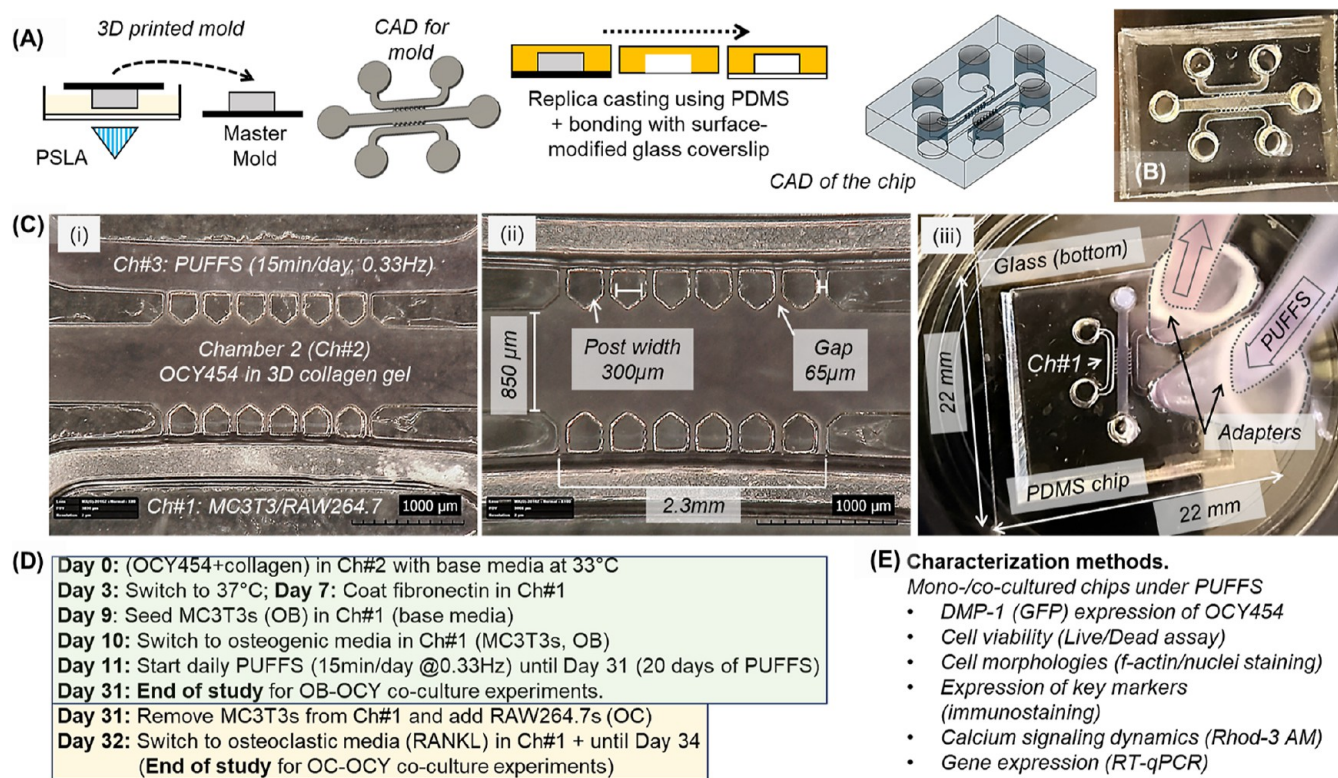 (A)
3D printed mold
PSLA
Master
Mold
CAD for
mold
Replica casting using PDMS
+ bonding with surface-
modified glass coverslip
CAD of the chip
(B)
(C)
(i)
Ch#3: PUFFS (15min/day, 0.33Hz)
Chamber 2 (Ch#2)
OCY454 in 3D collagen gel
Ch#1: MC3T3/RAW264.7
1000 µm
(ii)
850 µm
Post width
300µm
Gap
65µm
2.3mm
1000 µm
(iii)
Glass (bottom)
PUFFS
Ch#1
22 mm
Adapters
PDMS chip
22 mm
(D)
Day 0: (OCY454+collagen) in Ch#2 with base media at 33°C
Day 3: Switch to 37°C; Day 7: Coat fibronectin in Ch#1
Day 9: Seed MC3T3s (OB) in Ch#1 (base media)
Day 10: Switch to osteogenic media in Ch#1 (MC3T3s, OB)
Day 11: Start daily PUFFS (15min/day @0.33Hz) until Day 31 (20 days of PUFFS)
Day 31: End of study for OB-OCY co-culture experiments.
Day 31: Remove MC3T3s from Ch#1 and add RAW264.7s (OC)
Day 32: Switch to osteoclastic media (RANKL) in Ch#1 + until Day 34
(End of study for OC-OCY co-culture experiments)
(E) Characterization methods.
Mono-/co-cultured chips under PUFFS
• DMP-1 (GFP) expression of OCY454
• Cell viability (Live/Dead assay)
• Cell morphologies (f-actin/nuclei staining)
• Expression of key markers
(immunostaining)
• Calcium signaling dynamics (Rhod-3 AM)
• Gene expression (RT-qPCR)